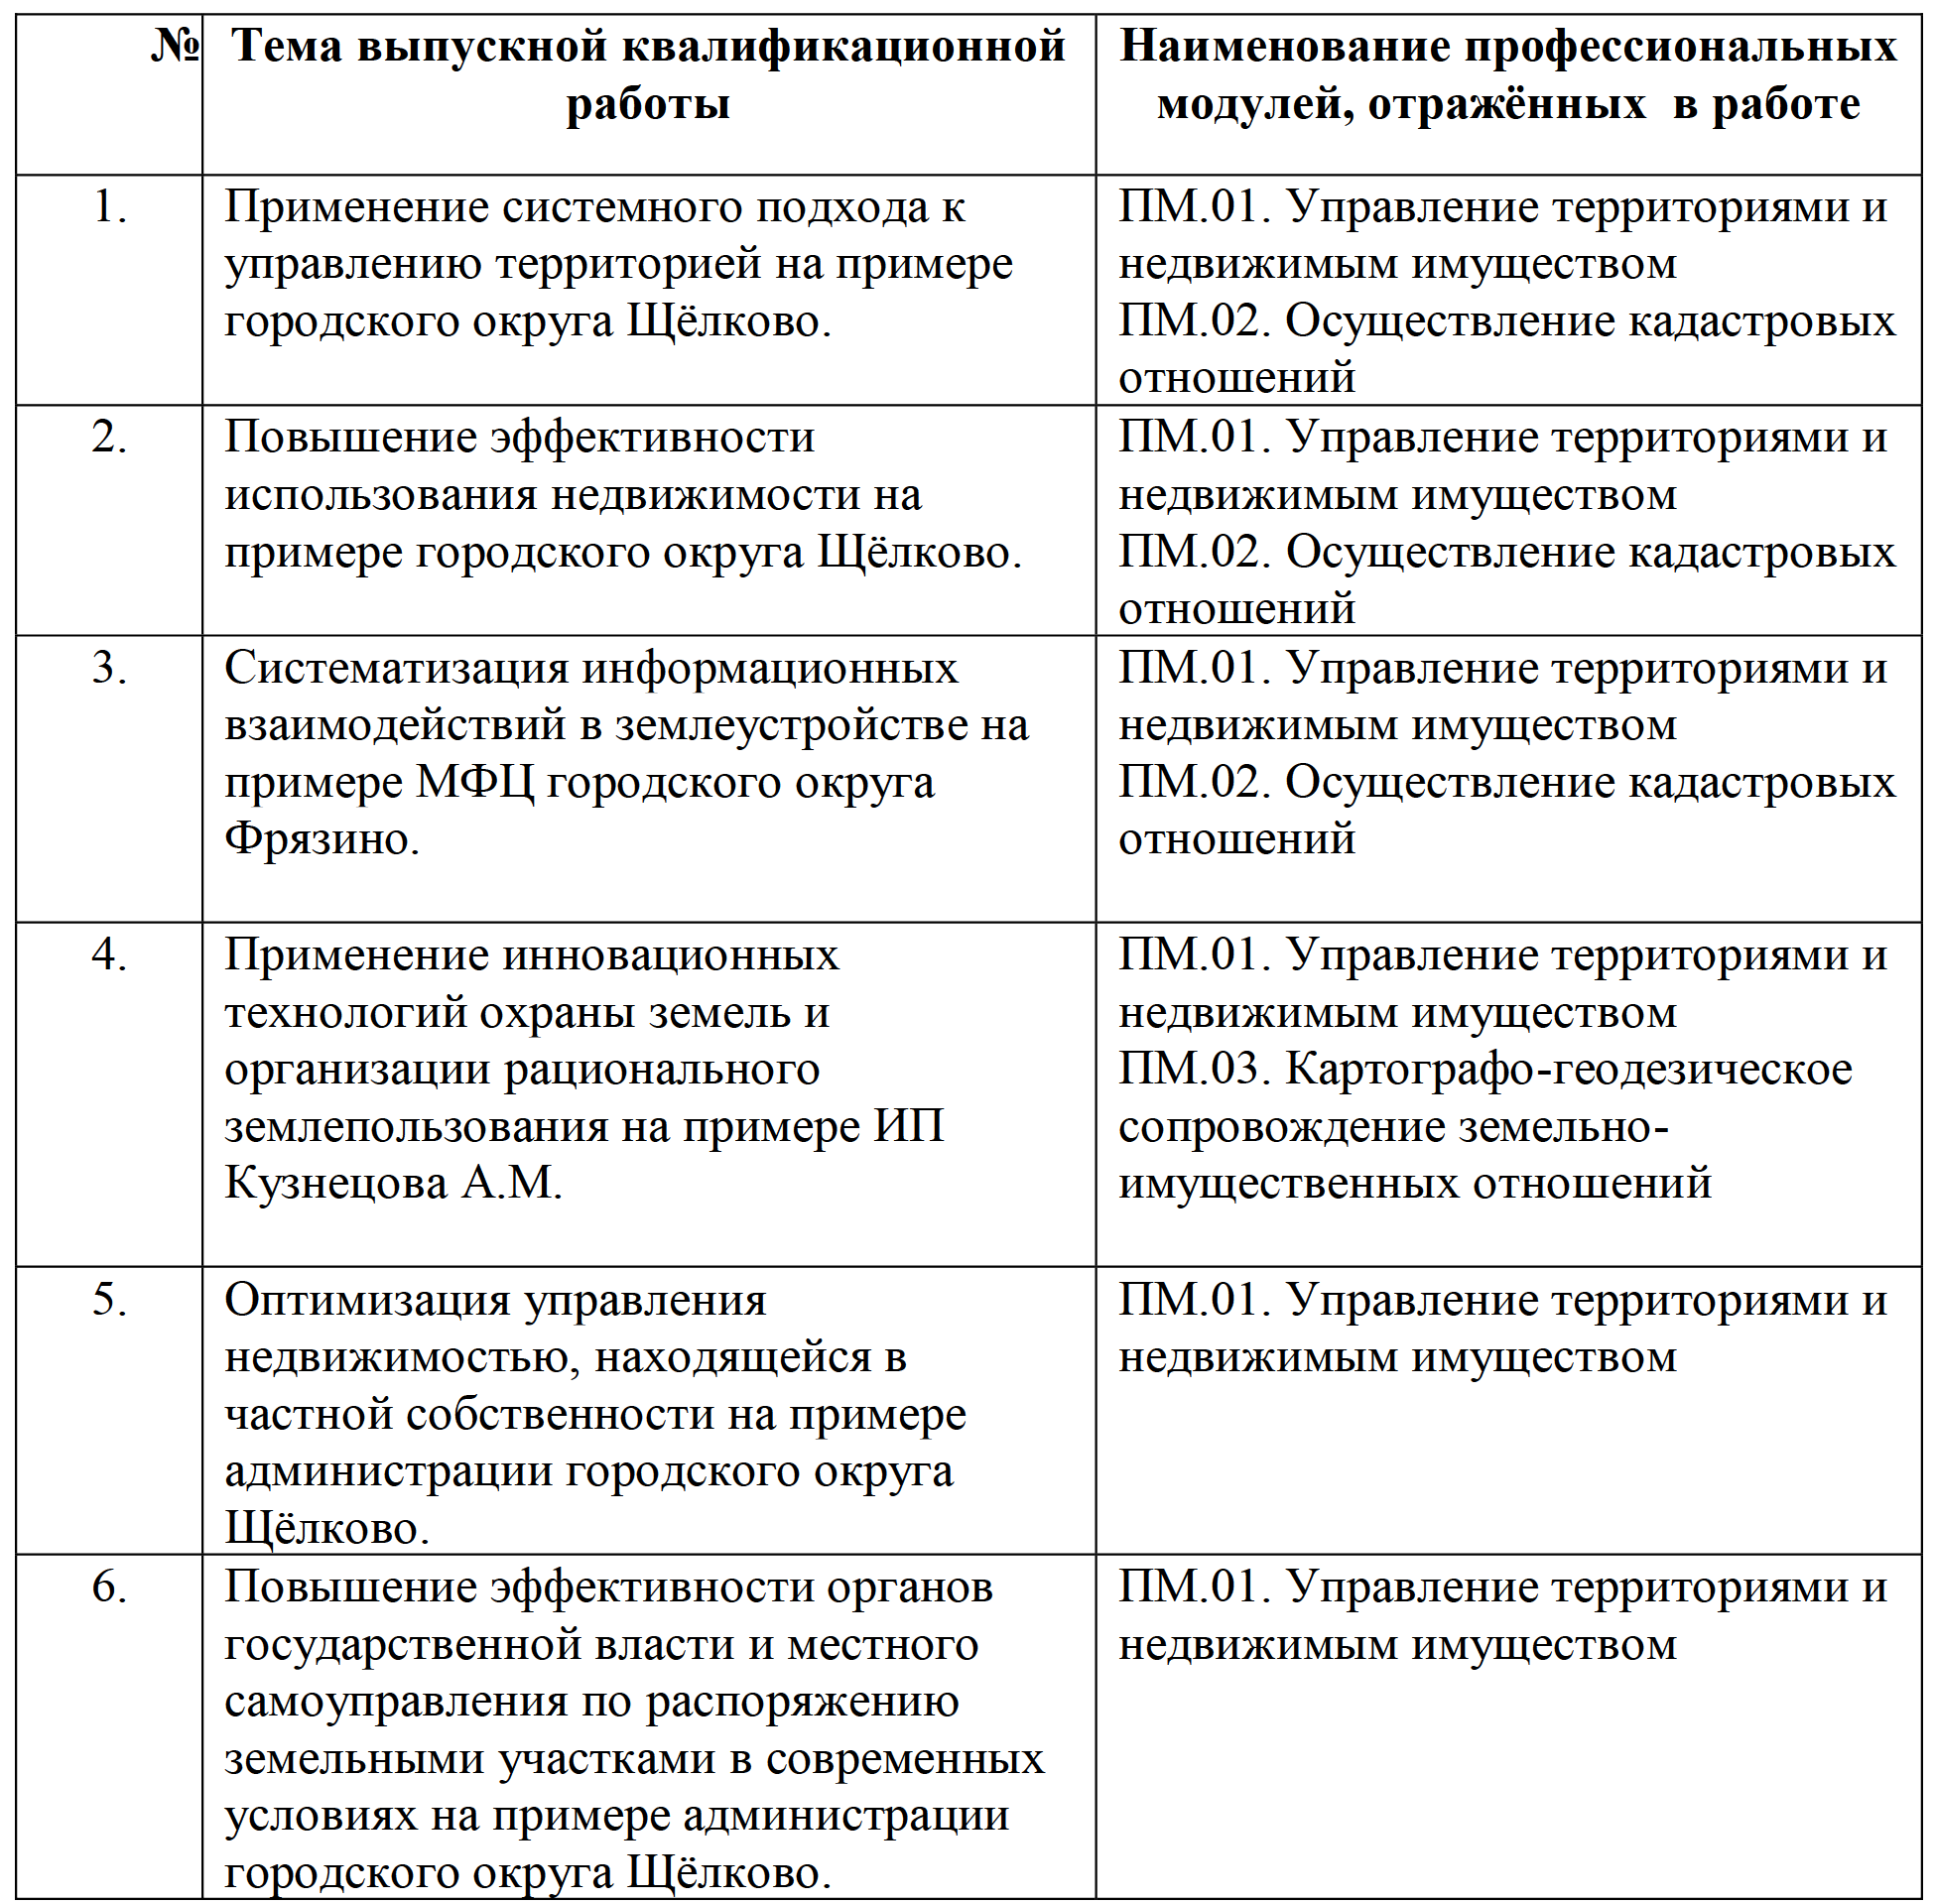 №
Тема выпускной квалификационной
работы
Наименование профессиональных
модулей, отражённых  в работе
1.
Применение системного подхода к
управлению территорией на примере
городского округа Щёлково.
ПМ.01. Управление территориями и
недвижимым имуществом
ПМ.02. Осуществление кадастровых
отношений
2.
Повышение эффективности
использования недвижимости на
примере городского округа Щёлково.
ПМ.01. Управление территориями и
недвижимым имуществом
ПМ.02. Осуществление кадастровых
отношений
3.
Систематизация информационных
взаимодействий в землеустройстве на
примере МФЦ городского округа
Фрязино.
ПМ.01. Управление территориями и
недвижимым имуществом
ПМ.02. Осуществление кадастровых
отношений
4.
Применение инновационных
технологий охраны земель и
организации рационального
землепользования на примере ИП
Кузнецова А.М.
ПМ.01. Управление территориями и
недвижимым имуществом
ПМ.03. Картографо-геодезическое
сопровождение земельно-
имущественных отношений
5.
Оптимизация управления
недвижимостью, находящейся в
частной собственности на примере
администрации городского округа
Щёлково.
ПМ.01. Управление территориями и
недвижимым имуществом
6.
Повышение эффективности органов
государственной власти и местного
самоуправления по распоряжению
земельными участками в современных
условиях на примере администрации
городского округа Щёлково.
ПМ.01. Управление территориями и
недвижимым имуществом